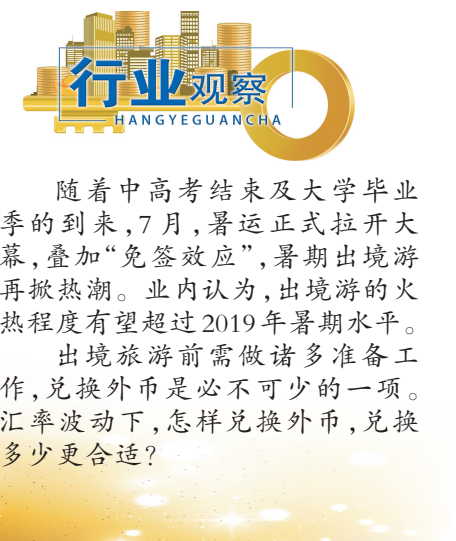 行业观察
HANGYEGUANCHA
随着中高考结束及大学毕业
季的到来,7月,暑运正式拉开大
幕,叠加“免签效应”,暑期出境游
再掀热潮。业内认为,出境游的火
热程度有望超过2019年暑期水平。
出境旅游前需做诸多准备工
作,兑换外币是必不可少的一项。
汇率波动下,怎样兑换外币,兑换
多少更合适?